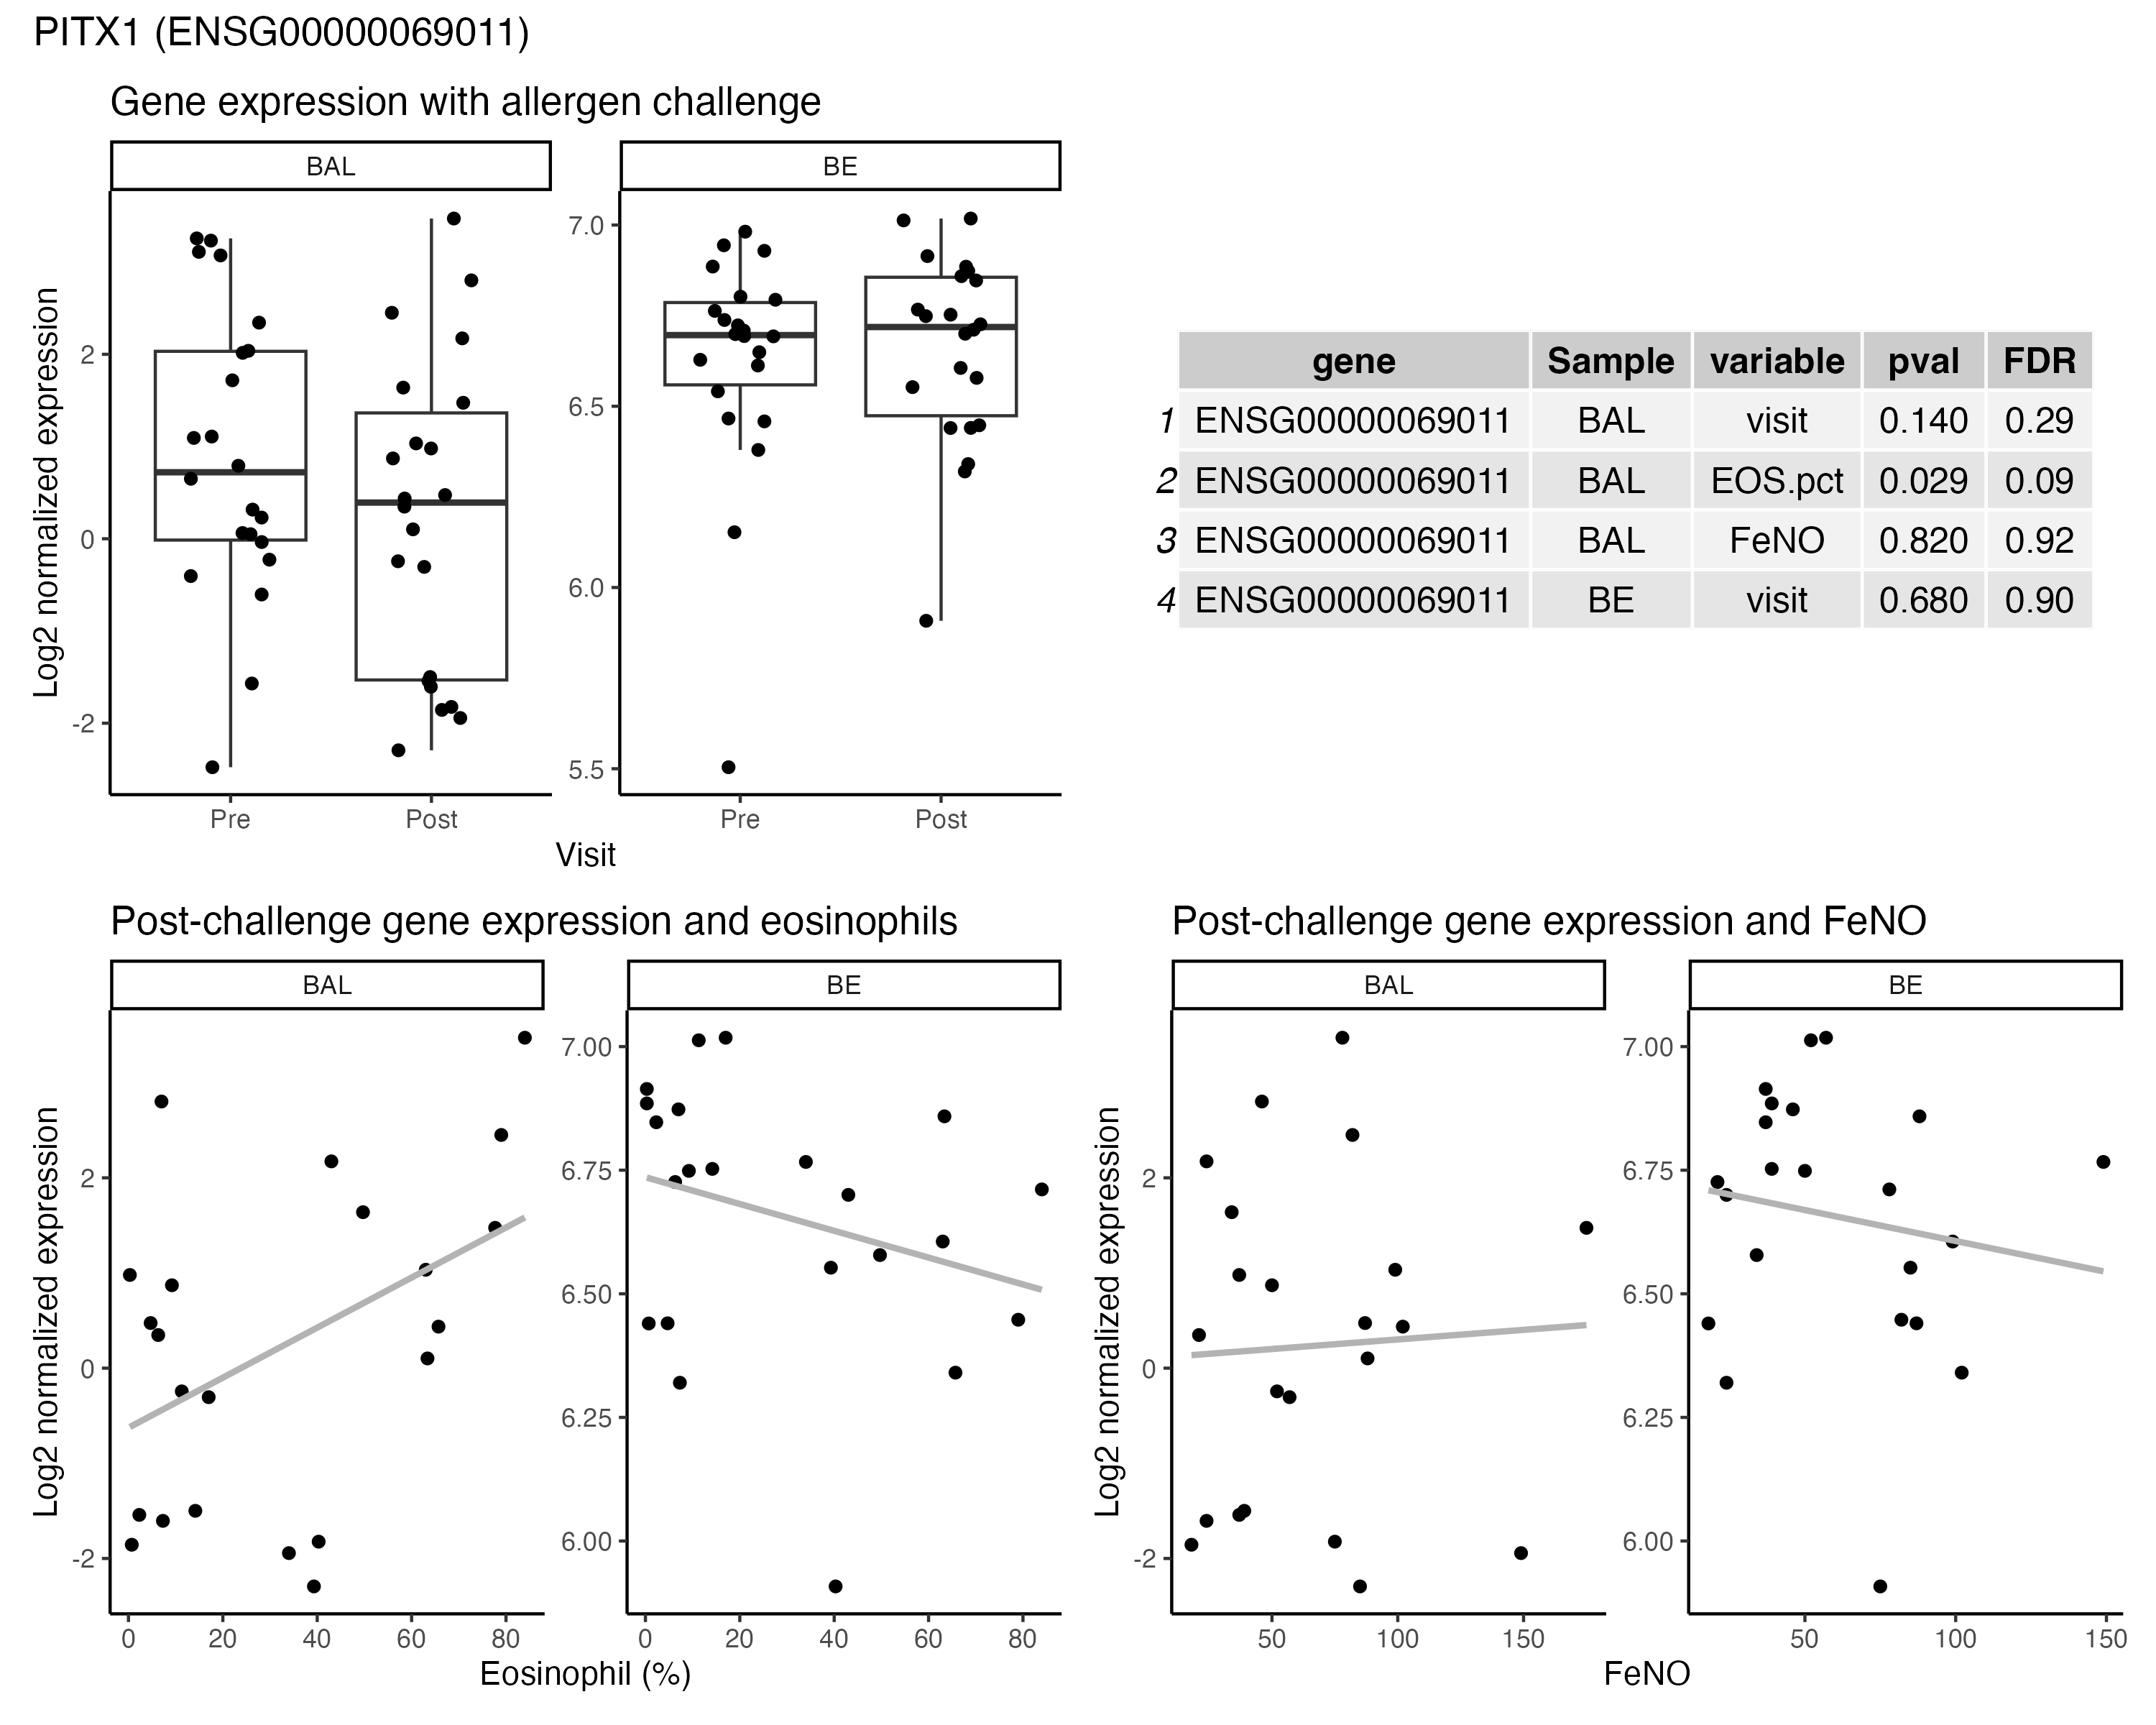 PITX1 (ENSG00000069011)
Gene expression with allergen challenge
BAL
BE
Log2 normalized expression
2
0
-2
7.0
6.5
6.0
5.5
Pre
Post
Pre
Post
Visit
gene Sample variable pval FDR
1 ENSG00000069011 BAL visit 0.140 0.29
2 ENSG00000069011 BAL EOS.pct 0.029 0.09
3 ENSG00000069011 BAL FeNO 0.820 0.92
4 ENSG00000069011 BE visit 0.680 0.90
Post-challenge gene expression and eosinophils
BAL
BE
Log2 normalized expression
2
0
-2
7.00
6.75
6.50
6.25
6.00
0 20 40 60 80
0 20 40 60 80
Eosinophil (%)
Post-challenge gene expression and FeNO
BAL
BE
Log2 normalized expression
2
0
-2
7.00
6.75
6.50
6.25
6.00
50 100 150
50 100 150
FeNO